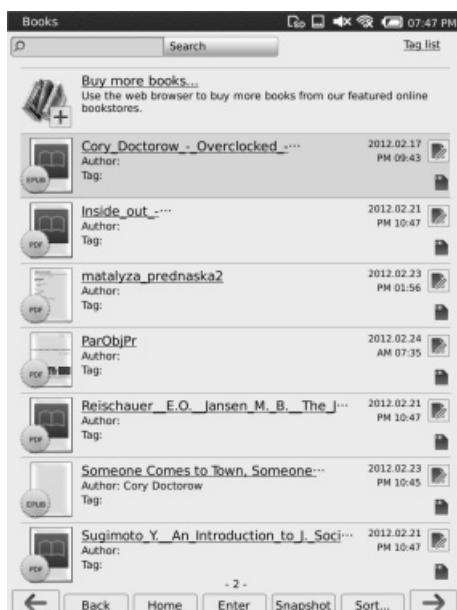 Books 07:47 PM
Search Tag list
Buy more books...
Use the web browser to buy more books from our featured online
bookstores.
Cory_Doctorow_-_Overclocked_-··· 2012.02.17
Author: PM 09:43
Tag:
EPUB
Inside_out_-··· 2012.02.21
Author: PM 10:47
Tag:
PDF
matalyza_prednaska2 2012.02.23
Author: PM 01:56
Tag:
PDF
ParObjPr 2012.02.24
Author: AM 07:35
Tag:
PDF
Reischauer__E.O.__Jansen_M._B.__The_J··· 2012.02.21
Author: PM 10:47
Tag:
PDF
Someone Comes to Town, Someone··· 2012.02.23
Author: Cory Doctorow PM 10:45
Tag:
EPUB
Sugimoto_Y.__An_Introduction_to_J._Soci··· 2012.02.21
Author: PM 10:47
Tag:
PDF
- 2 -
Back Home Enter Snapshot Sort...